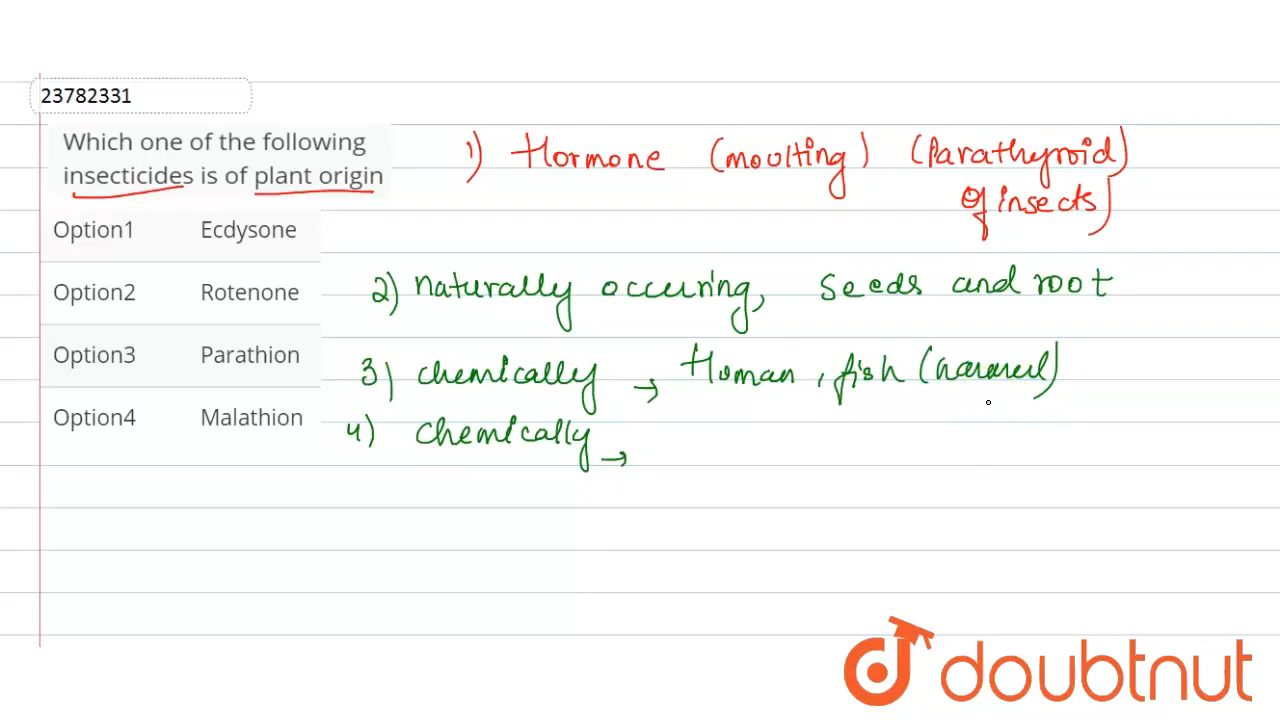 23782331
Which one of the following
insecticides is of plant origin
Option1 Ecdysone
Option2 Rotenone
Option3 Parathion
Option4 Malathion
1) Hormone (moulting) (Parathyroid)
of insects)
2) naturally occuring, seeds and root
3) chemically → Human, fish
4) chemically →
doubtnut